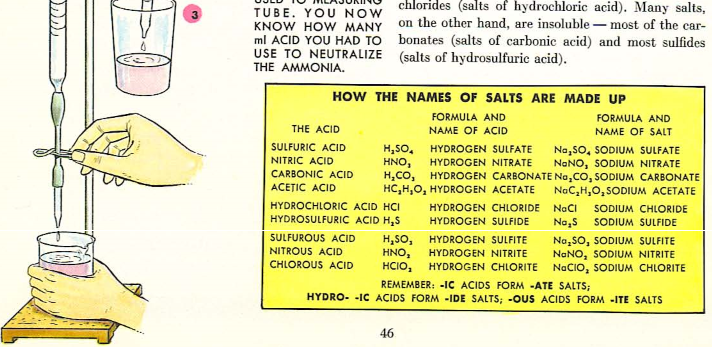 3
USED TO MEASURING
TUBE. YOU NOW
KNOW HOW MANY
ml ACID YOU HAD TO
USE TO NEUTRALIZE
THE AMMONIA.
chlorides (salts of hydrochloric acid). Many salts,
on the other hand, are insoluble — most of the car-
bonates (salts of carbonic acid) and most sulfides
(salts of hydrosulfuric acid).
HOW THE NAMES OF SALTS ARE MADE UP
THE ACID FORMULA AND NAME OF ACID FORMULA AND NAME OF SALT
SULFURIC ACID H₂SO₄ HYDROGEN SULFATE Na₂SO₄ SODIUM SULFATE
NITRIC ACID HNO₃ HYDROGEN NITRATE NaNO₃ SODIUM NITRATE
CARBONIC ACID H₂CO₃ HYDROGEN CARBONATE Na₂CO₃ SODIUM CARBONATE
ACETIC ACID HC₂H₃O₂ HYDROGEN ACETATE NaC₂H₃O₂ SODIUM ACETATE
HYDROCHLORIC ACID HCl HYDROGEN CHLORIDE NaCl SODIUM CHLORIDE
HYDROSULFURIC ACID H₂S HYDROGEN SULFIDE Na₂S SODIUM SULFIDE
SULFUROUS ACID H₂SO₃ HYDROGEN SULFITE Na₂SO₃ SODIUM SULFITE
NITROUS ACID HNO₂ HYDROGEN NITRITE NaNO₂ SODIUM NITRITE
CHLOROUS ACID HClO₂ HYDROGEN CHLORITE NaClO₂ SODIUM CHLORITE
REMEMBER: -IC ACIDS FORM -ATE SALTS;
HYDRO- -IC ACIDS FORM -IDE SALTS; -OUS ACIDS FORM -ITE SALTS
46